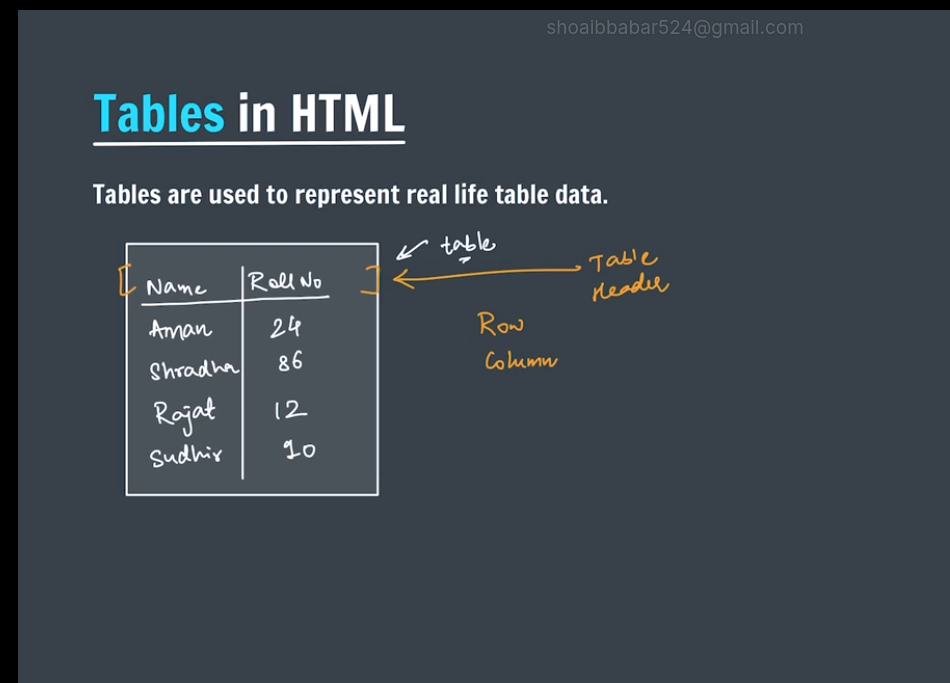 shoaibbabar524@gmail.com
Tables in HTML
Tables are used to represent real life table data.
table
Table
Header
Name Roll No
Row
Aman 24
Column
Shradha 86
Rajat 12
Sudhir 10